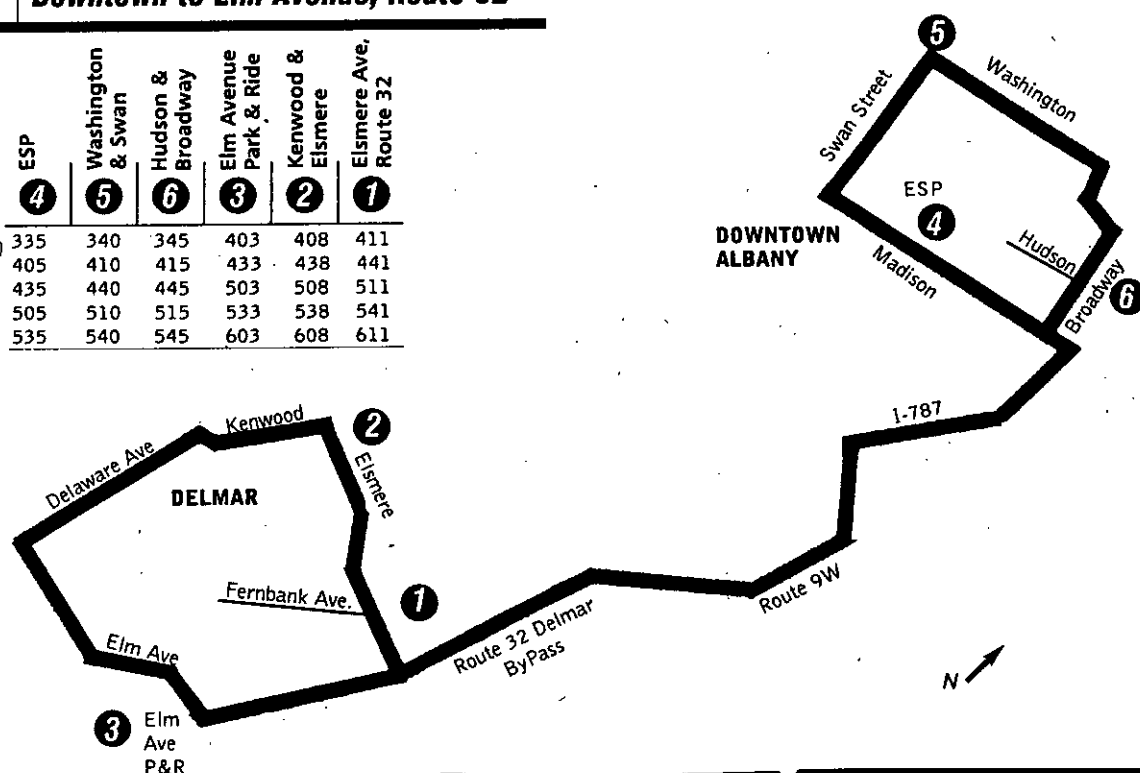 Downtown to Elm Avenue, Route 32
ESP
Washington
& Swan
Hudson &
Broadway
Elm Avenue
Park & Ride
Kenwood &
Elsmere
Elsmere Ave,
Route 32
4 5 6 3 2 1
335 340 345 403 408 411
405 410 415 433 438 441
435 440 445 503 508 511
505 510 515 533 538 541
535 540 545 603 608 611
5
Washington
Swan Street
ESP
4
DOWNTOWN
ALBANY
Madison
Hudson
Broadway
6
I-787
Kenwood
2
Delaware Ave
Elsmere
DELMAR
Fernbank Ave.
1
Route 9W
Route 32 Delmar
ByPass
Elm Ave
N
3
Elm
Ave
P&R